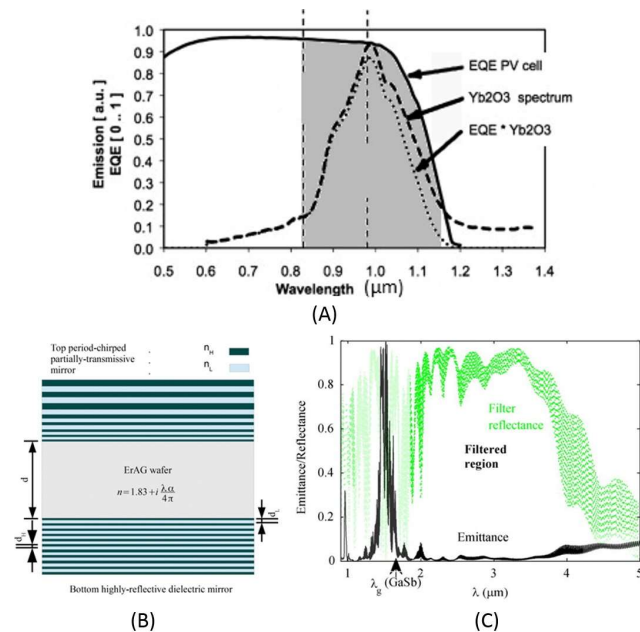 1.0
0.9
0.8
0.7
0.6
0.5
0.4
0.3
0.2
0.1
0.0
Emission [ a.u. ]
EQE [ 0 .. 1 ]
EQE PV cell
Yb2O3 spectrum
EQE * Yb2O3
0.5 0.6 0.7 0.8 0.9 1.0 1.1 1.2 1.3 1.4
Wavelength (μm)
(A)
Top period-chirped
partially-transmissive
mirror
. n_H
. n_L
d
ErAG wafer
n=1.83+i λα/4π
d_L
d_H
Bottom highly-reflective dielectric mirror
(B)
1
0.8
0.6
0.4
0.2
0
Emittance/Reflectance
Filter
reflectance
Filtered
region
Emittance
1 2 3 4 5
λg (GaSb)
λ (μm)
(C)